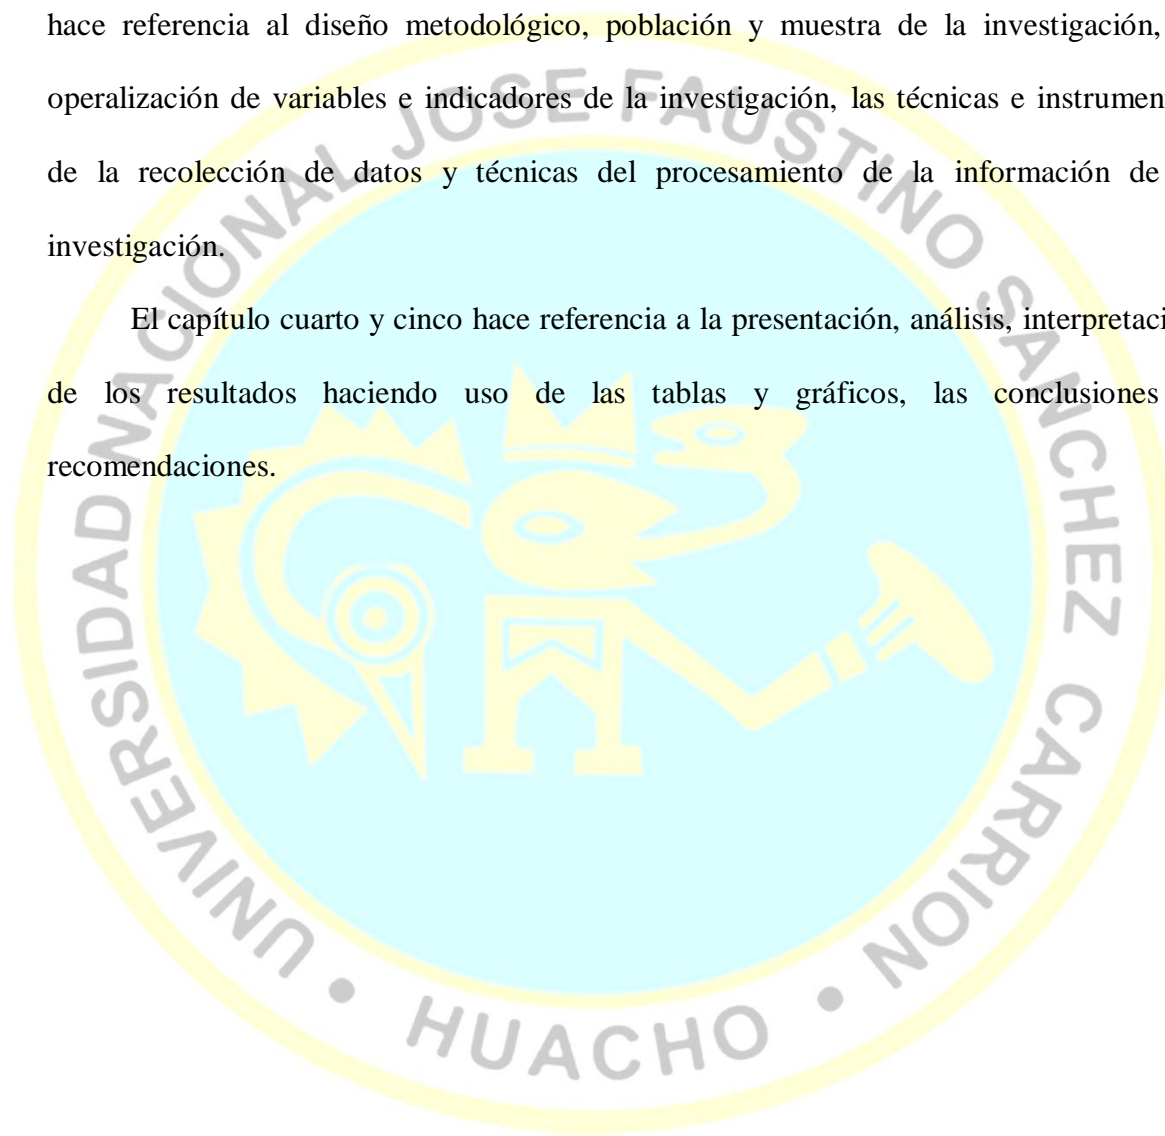 hace referencia al diseño metodológico, población y muestra de la investigación,
operalización de variables e indicadores de la investigación, las técnicas e instrumen
de la recolección de datos y técnicas del procesamiento de la información de
investigación.
El capítulo cuarto y cinco hace referencia a la presentación, análisis, interpretaci
de los resultados haciendo uso de las tablas y gráficos, las conclusiones
recomendaciones.
UNIVERSIDAD NACIONAL JOSE FAUSTINO SANCHEZ CARRION
• HUACHO •